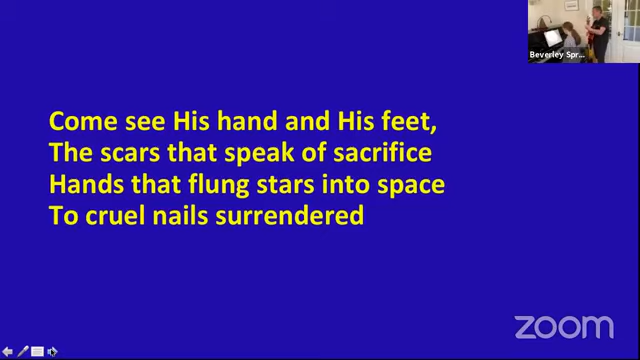 Beverley Spr...
Come see His hand and His feet,
The scars that speak of sacrifice
Hands that flung stars into space
To cruel nails surrendered
zoom